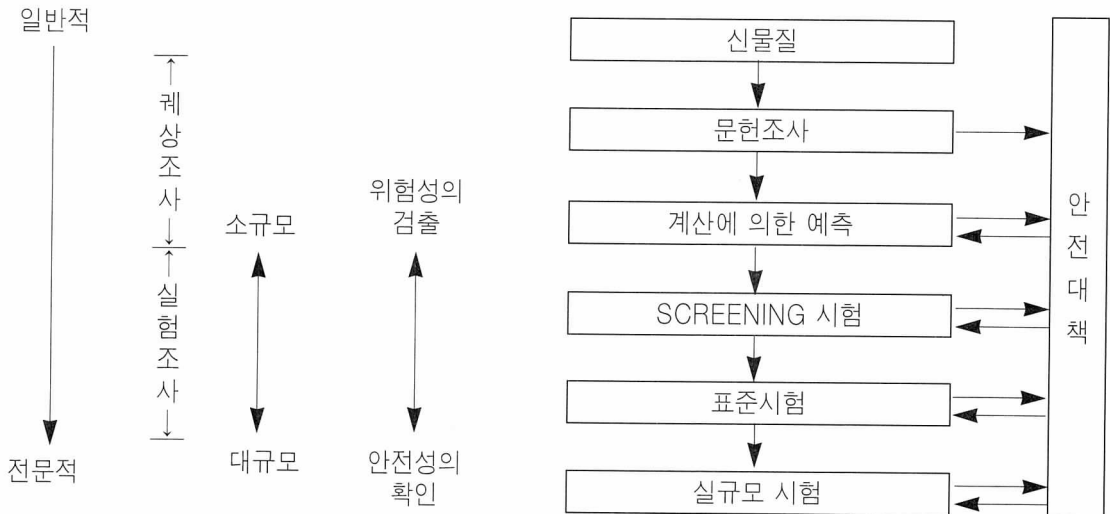 일반적
궤상조사
실험조사
전문적
소규모
대규모
위험성의
검출
안전성의
확인
신물질
문헌조사
계산에 의한 예측
SCREENING 시험
표준시험
실규모 시험
안전대책